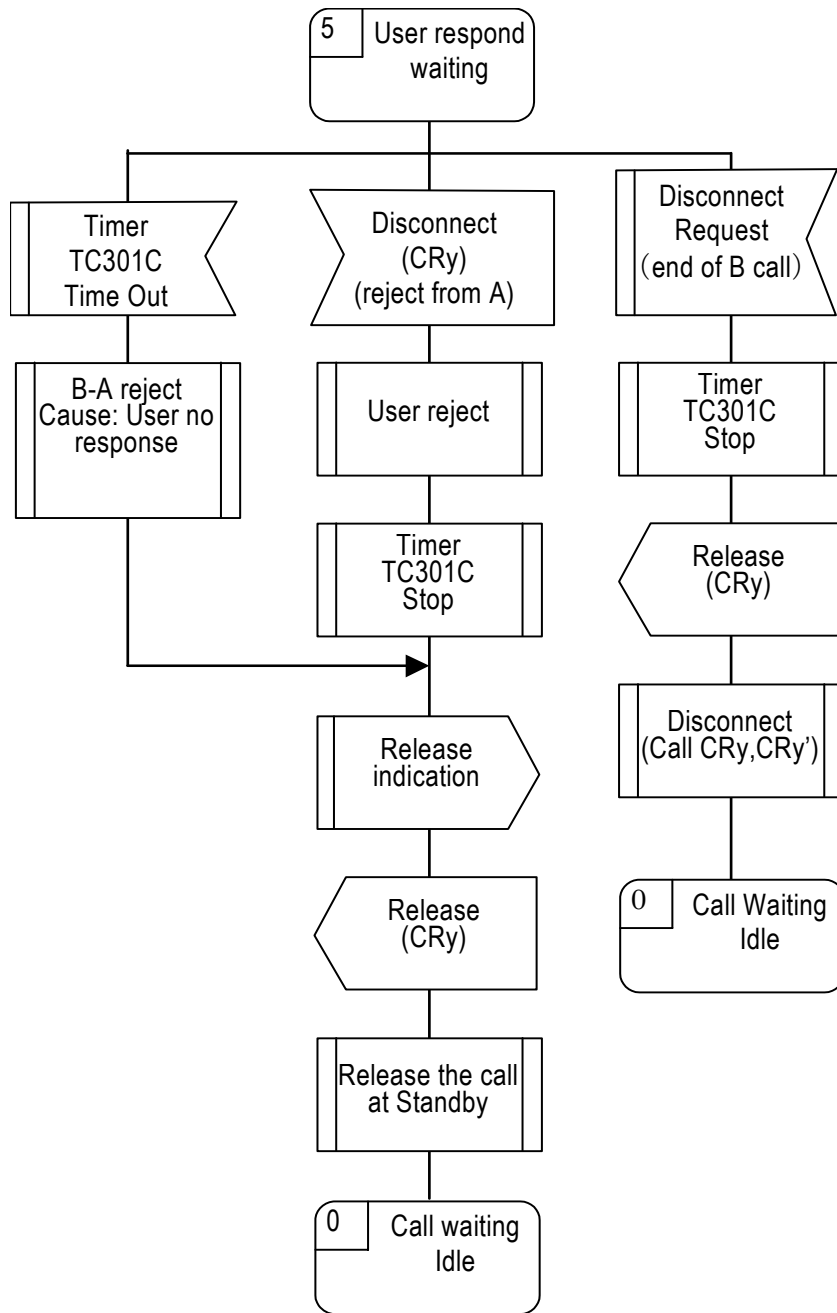 5
User respond
waiting
Timer
TC301C
Time Out
B-A reject
Cause: User no
response
Disconnect
(CRy)
(reject from A)
User reject
Timer
TC301C
Stop
Release
indication
Release
(CRy)
Release the call
at Standby
0
Call waiting
Idle
Disconnect
Request
（end of B call）
Timer
TC301C
Stop
Release
(CRy)
Disconnect
(Call CRy,CRy’)
0
Call Waiting
Idle